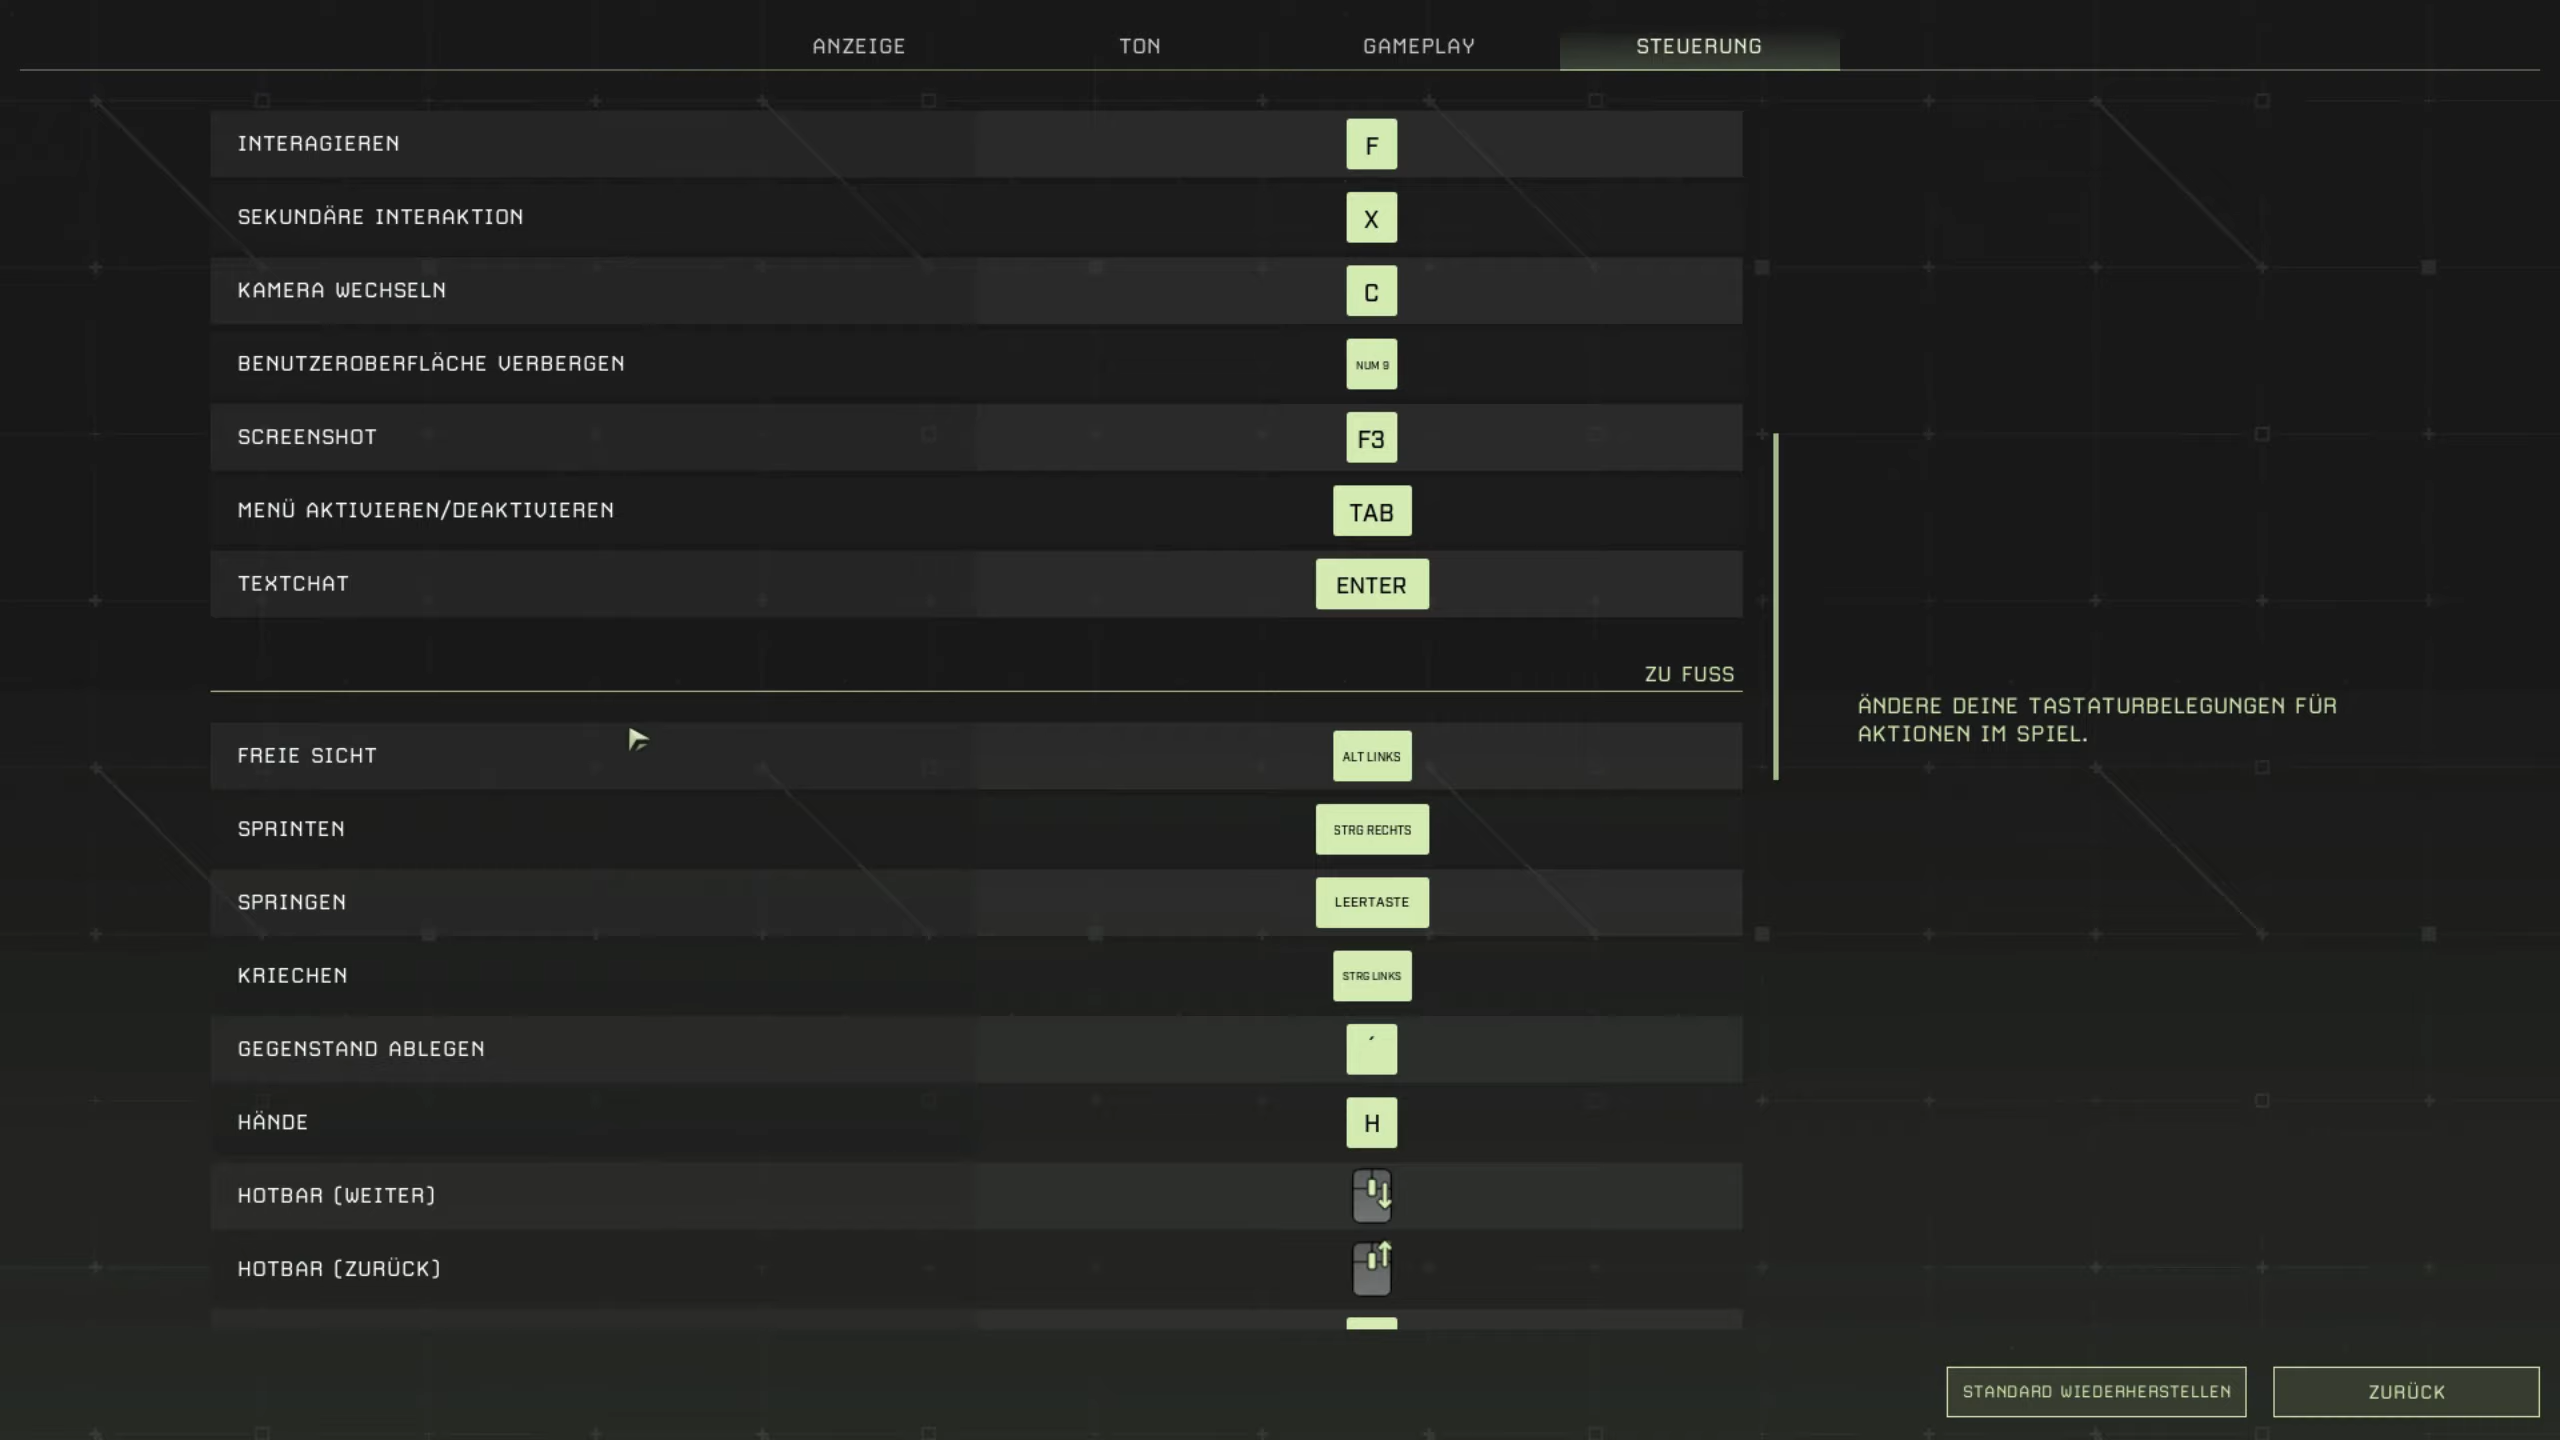 ANZEIGE TON GAMEPLAY STEUERUNG
INTERAGIEREN F
SEKUNDÄRE INTERAKTION X
KAMERA WECHSELN C
BENUTZEROBERFLÄCHE VERBERGEN NUM 9
SCREENSHOT F3
MENÜ AKTIVIEREN/DEAKTIVIEREN TAB
TEXTCHAT ENTER
ZU FUSS
ÄNDERE DEINE TASTATURBELEGUNGEN FÜR
AKTIONEN IM SPIEL.
FREIE SICHT ALT LINKS
SPRINTEN STRG RECHTS
SPRINGEN LEERTASTE
KRIECHEN STRG LINKS
GEGENSTAND ABLEGEN ´
HÄNDE H
HOTBAR (WEITER)
HOTBAR (ZURÜCK)
STANDARD WIEDERHERSTELLEN ZURÜCK